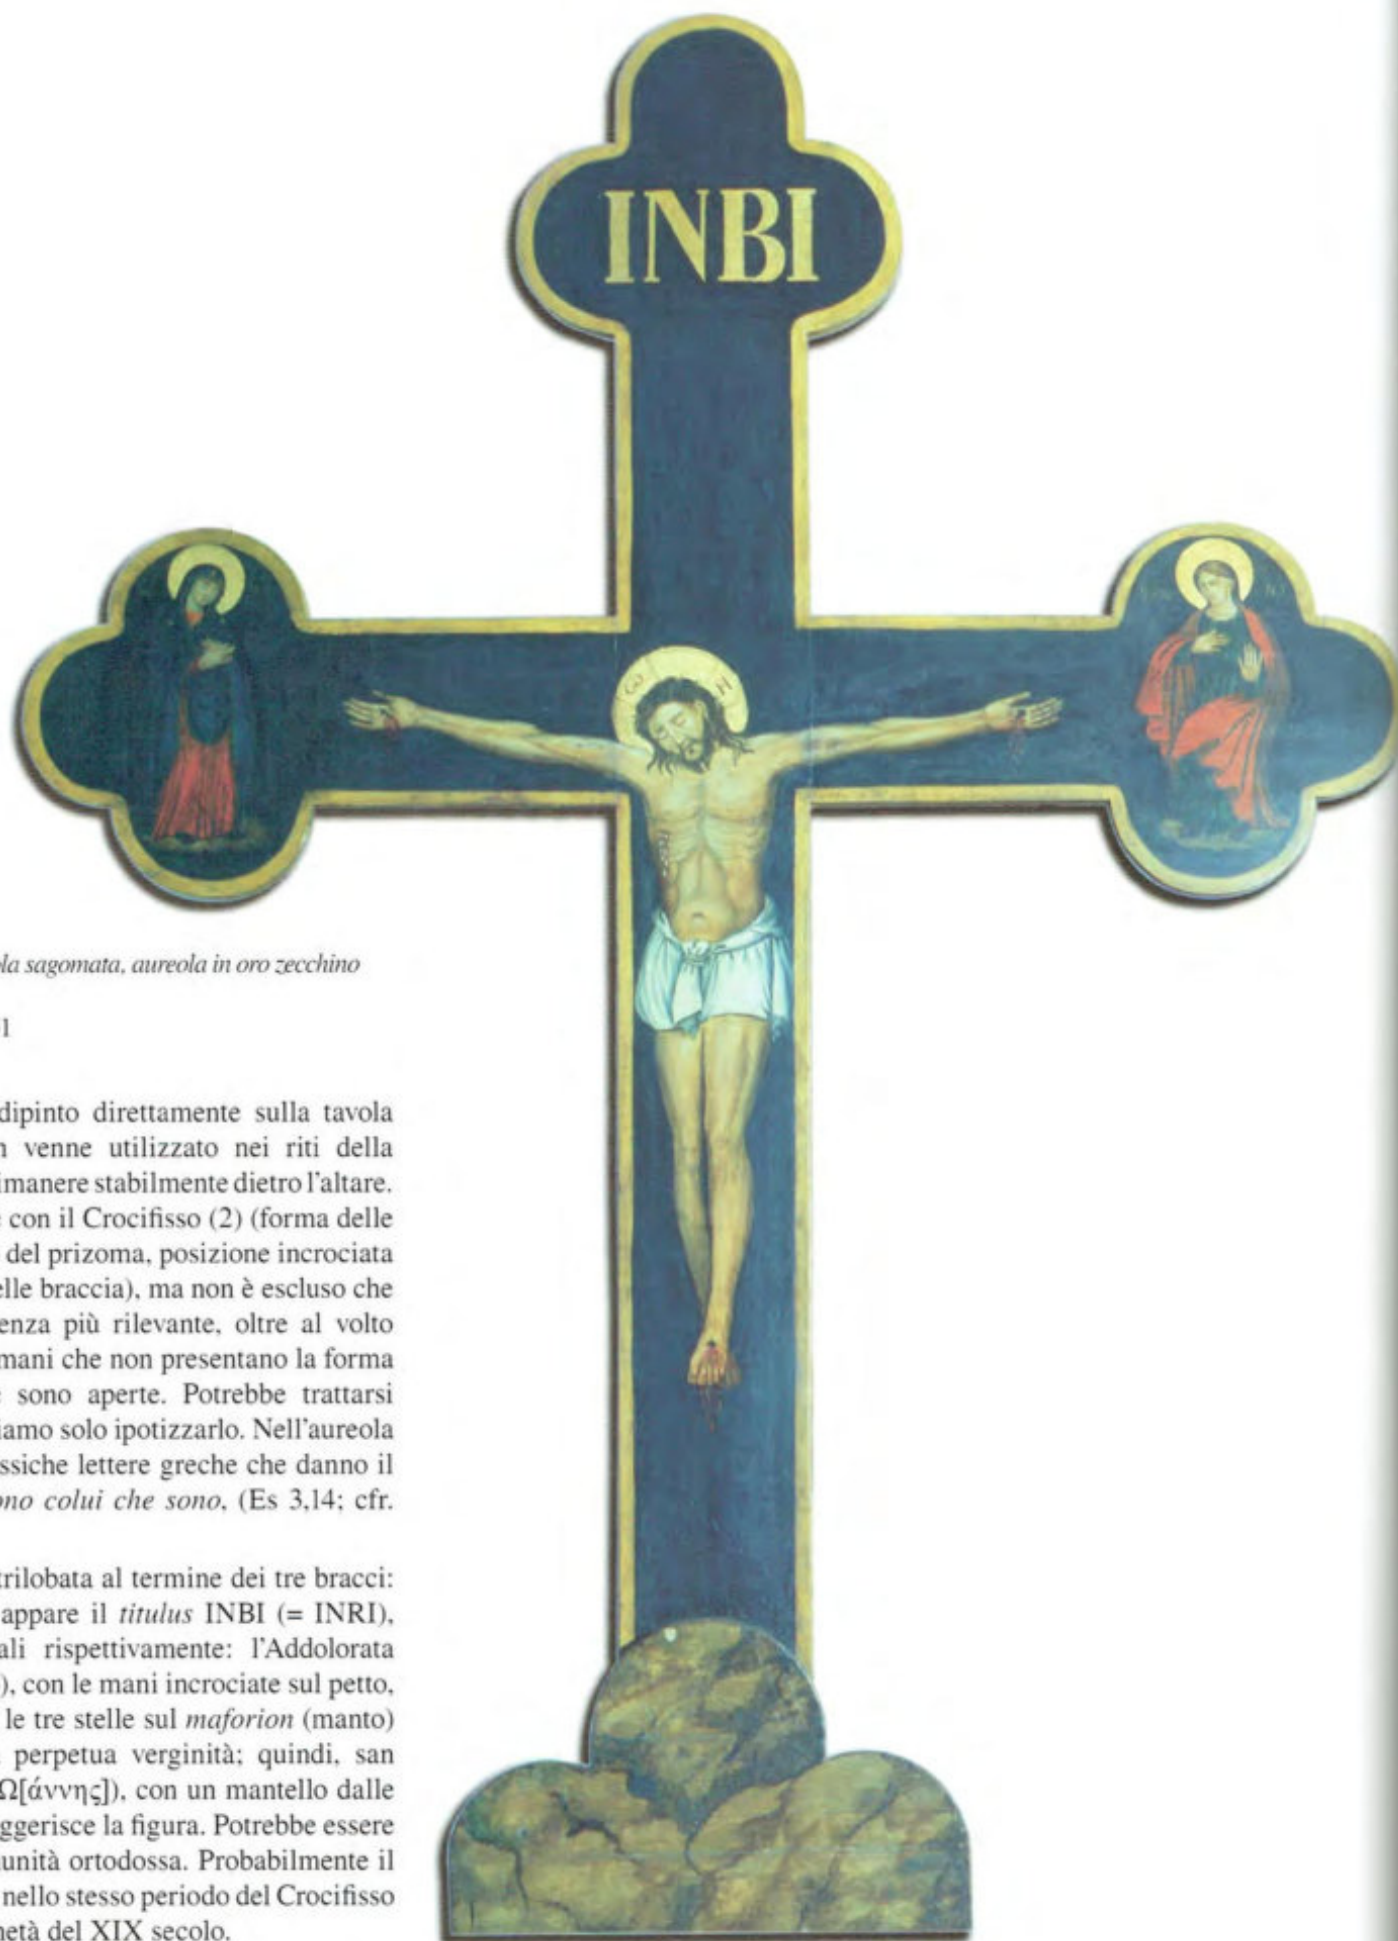 INBI
ω Η
la sagomata, aureola in oro zecchino
dipinto direttamente sulla tavola
venne utilizzato nei riti della
imanere stabilmente dietro l'altare.
con il Crocifisso (2) (forma delle
del prizoma, posizione incrociata
elle braccia), ma non è escluso che
enza più rilevante, oltre al volto
mani che non presentano la forma
sono aperte. Potrebbe trattarsi
iamo solo ipotizzarlo. Nell'aureola
ssiche lettere greche che danno il
ono colui che sono, (Es 3,14; cfr.
trilobata al termine dei tre bracci:
appare il titulus INBI (= INRI),
ali rispettivamente: l'Addolorata
), con le mani incrociate sul petto,
le tre stelle sul maforion (manto)
perpetua verginità; quindi, san
Ω[άννης]), con un mantello dalle
ggerisce la figura. Potrebbe essere
unità ortodossa. Probabilmente il
nello stesso periodo del Crocifisso
netà del XIX secolo.